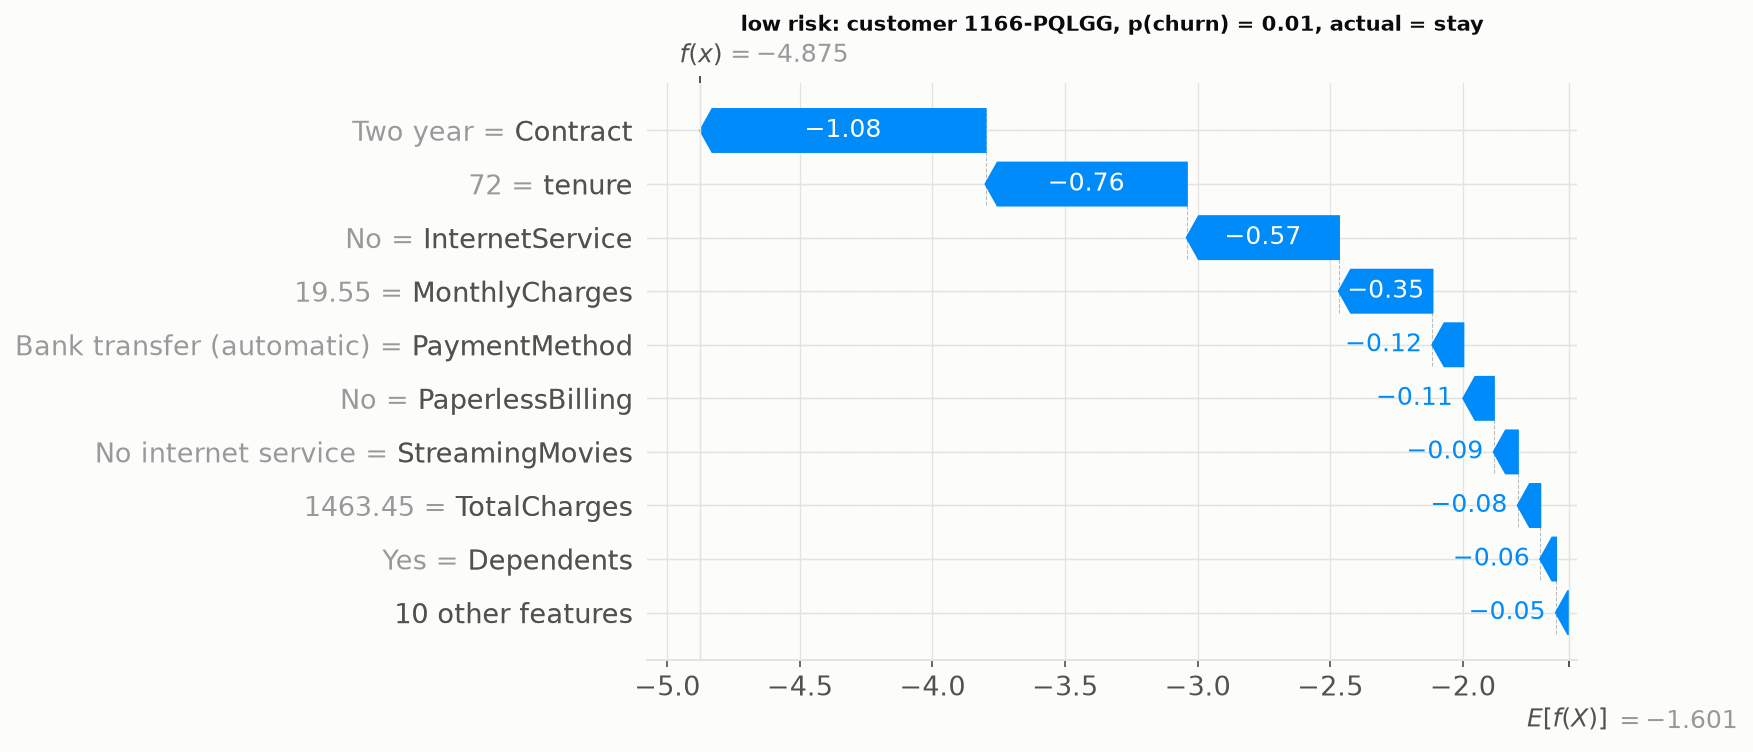 low risk: customer 1166-PQLGG, p(churn) = 0.01, actual = stay
f(x) = −4.875
Two year = Contract −1.08
72 = tenure −0.76
No = InternetService −0.57
19.55 = MonthlyCharges −0.35
Bank transfer (automatic) = PaymentMethod −0.12
No = PaperlessBilling −0.11
No internet service = StreamingMovies −0.09
1463.45 = TotalCharges −0.08
Yes = Dependents −0.06
10 other features −0.05
−5.0 −4.5 −4.0 −3.5 −3.0 −2.5 −2.0
E[f(X)] = −1.601